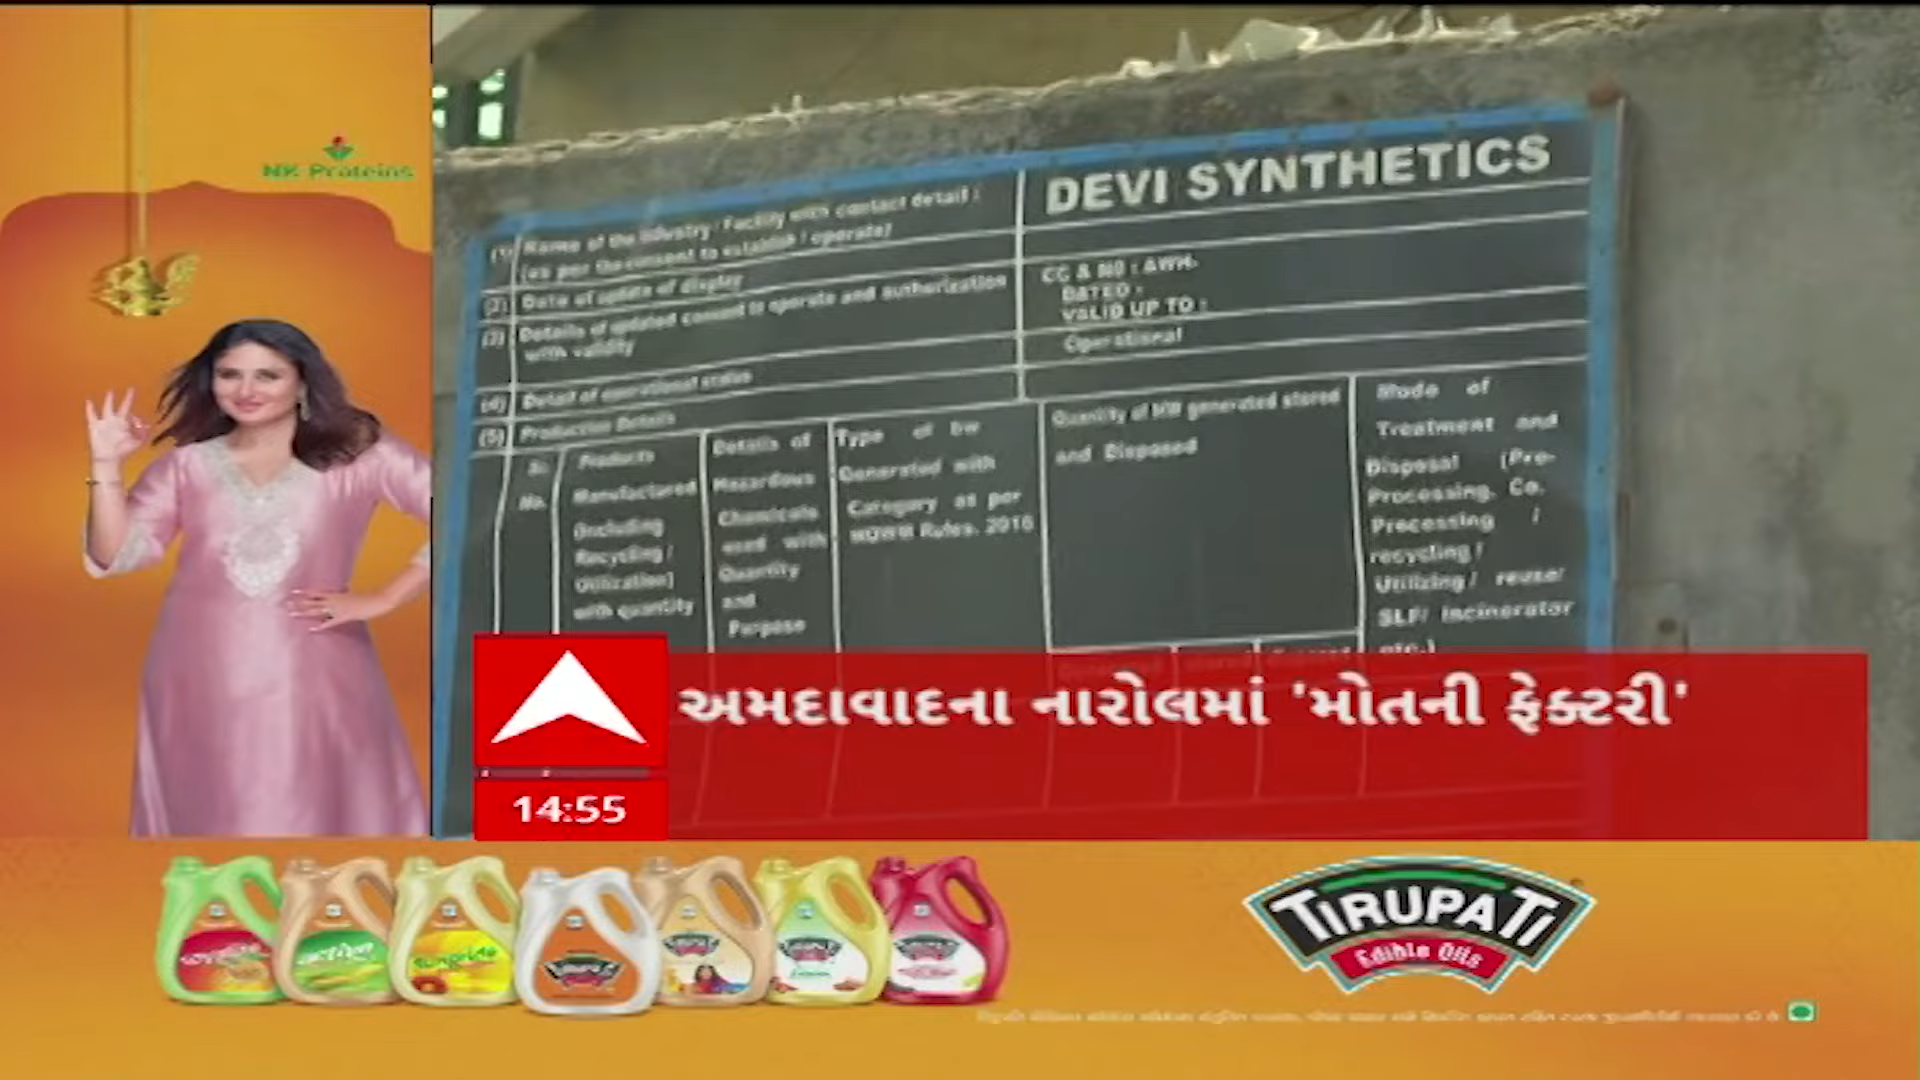 NK Proteins
DEVI SYNTHETICS
(1) Name of the industry / Facility with contact detail :
(as per the consent to establish / operate)
(2) Date of update of display
(3) Details of updated consent to operate and authorization
with validity
CC & NO : AWH-
DATED :
VALID UP TO :
(4) Detail of operational status
Operational
(5) Production Details
Sr.
No.
Products
Manufactured
(Including
Recycling /
Utilization)
with quantity
Details of
Hazardous
Chemicals
used with
Quantity
and
Purpose
Type of
Generated with
Category as per
Rules. 2016
Quantity of HW generated stored
and Disposed
Mode of
Treatment and
Disposal (Pre-
Processing, Co.
Processing /
recycling /
Utilizing / reuse/
SLF/ incinerator
etc.)
અમદાવાદના નારોલમાં 'મોતની ફેક્ટરી'
14:55
TIRUPATI
Edible Oils